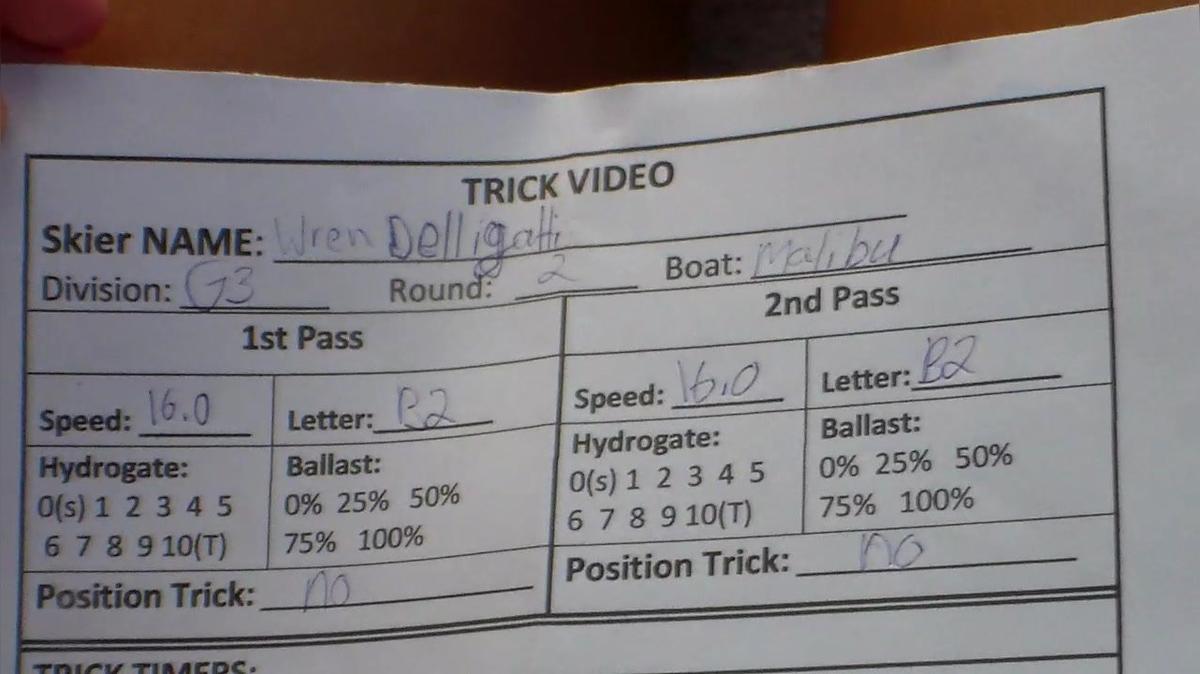 TRICK VIDEO
Skier NAME: Wren Delligatti
Division: G3 Round: 2 Boat: Malibu
1st Pass 2nd Pass
Speed: 16.0 Letter: B2 Speed: 16.0 Letter: B2
Hydrogate: Ballast: Hydrogate: Ballast:
0(s) 1 2 3 4 5 0% 25% 50% 0(s) 1 2 3 4 5 0% 25% 50%
6 7 8 9 10(T) 75% 100% 6 7 8 9 10(T) 75% 100%
Position Trick: no Position Trick: no
TRICK TIMERS: